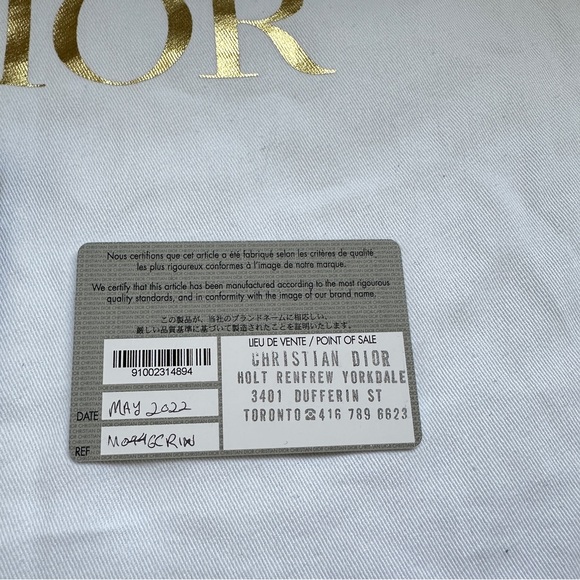 IOR
Nous certifions que cet article a été fabriqué selon les critères de qualité
les plus rigoureux conformes à l'image de notre marque.
We certify that this article has been manufactured according to the most rigorous
quality standards, and in conformity with the image of our brand name.
この製品が、当社のブランドネームに相応しい、
厳しい品質基準に基づいて製造されたことを証明いたします。
91002314894
DATE MAY 2022
REF
LIEU DE VENTE / POINT OF SALE
CHRISTIAN DIOR
HOLT RENFREW YORKDALE
3401 DUFFERIN ST
TORONTO☎416 789 6623